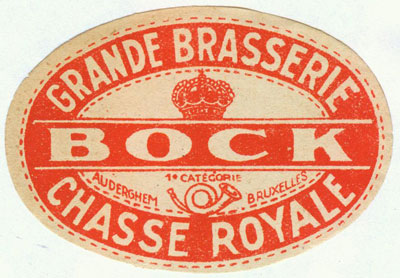 GRANDE BRASSERIE
BOCK
1e CATÉGORIE
AUDERGHEM BRUXELLES
CHASSE ROYALE